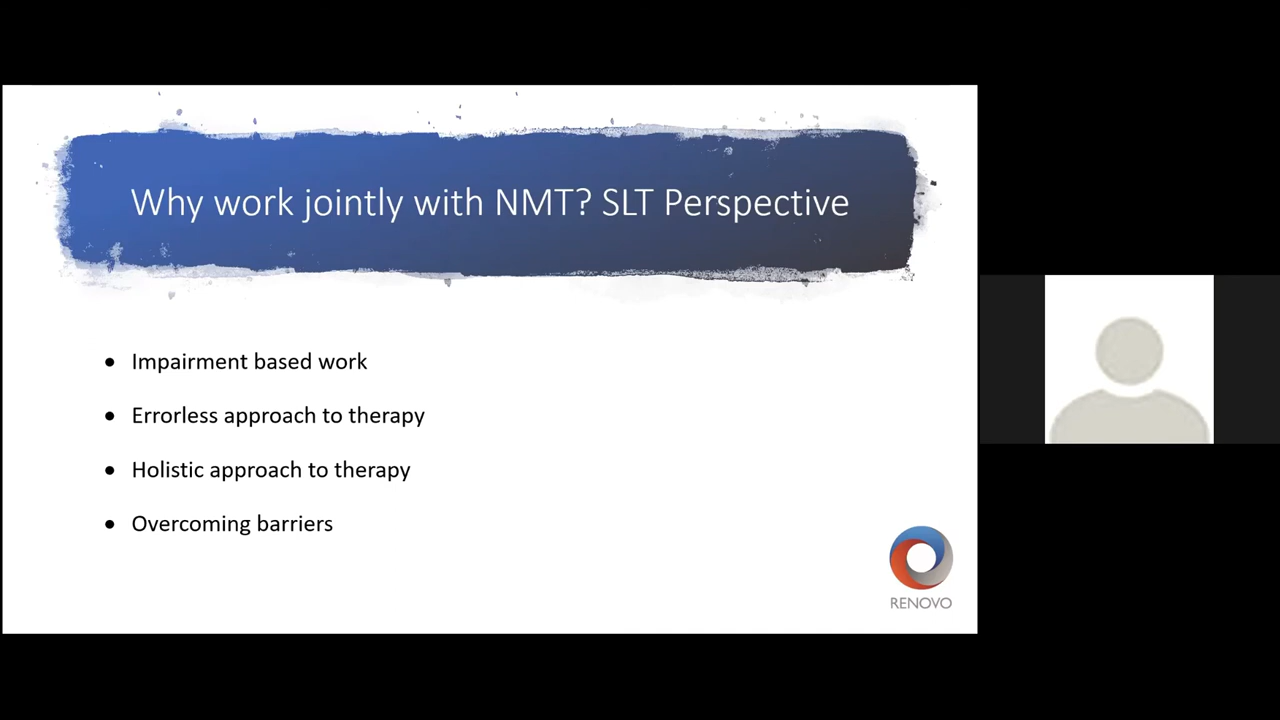 Why work jointly with NMT? SLT Perspective
• Impairment based work
• Errorless approach to therapy
• Holistic approach to therapy
• Overcoming barriers
RENOVO